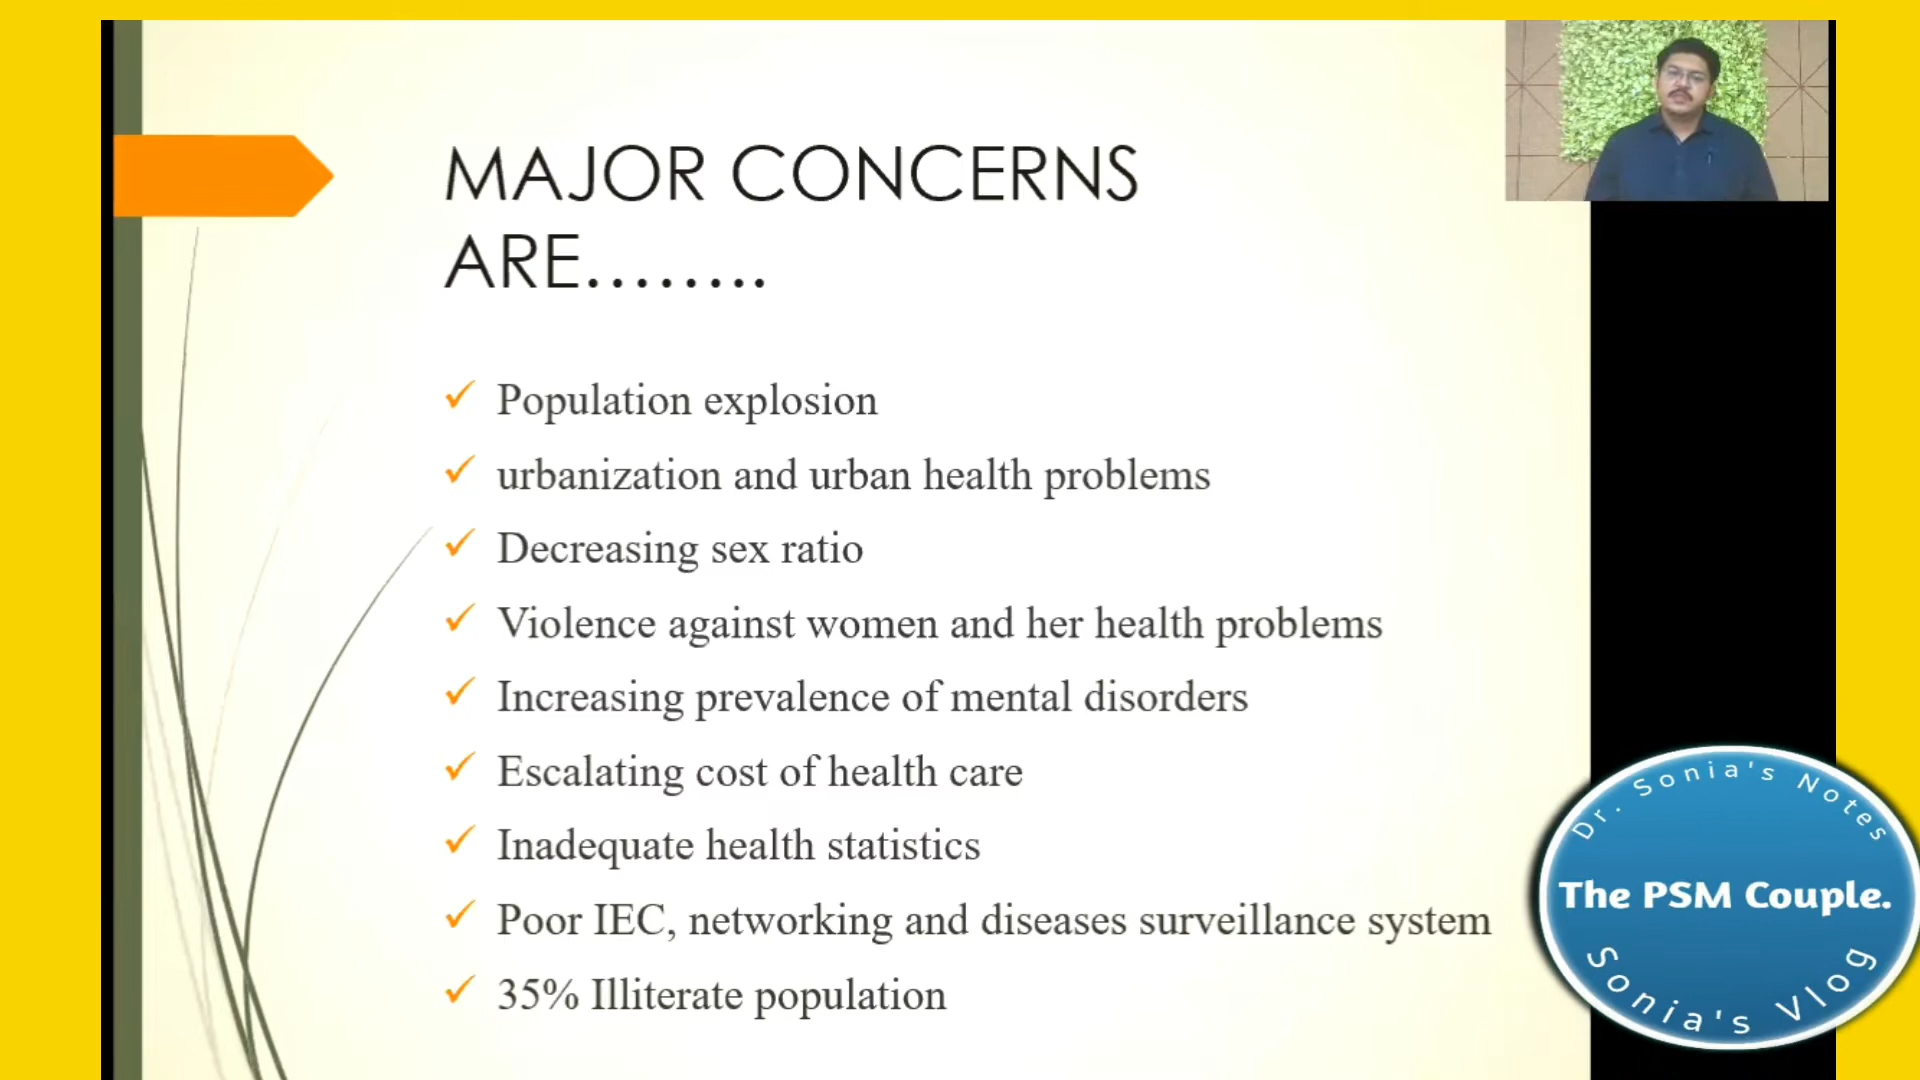 MAJOR CONCERNS
ARE........
Population explosion
urbanization and urban health problems
Decreasing sex ratio
Violence against women and her health problems
Increasing prevalence of mental disorders
Escalating cost of health care
Inadequate health statistics
Poor IEC, networking and diseases surveillance system
35% Illiterate population
Dr. Sonia's Notes
The PSM Couple.
Sonia's Vlog